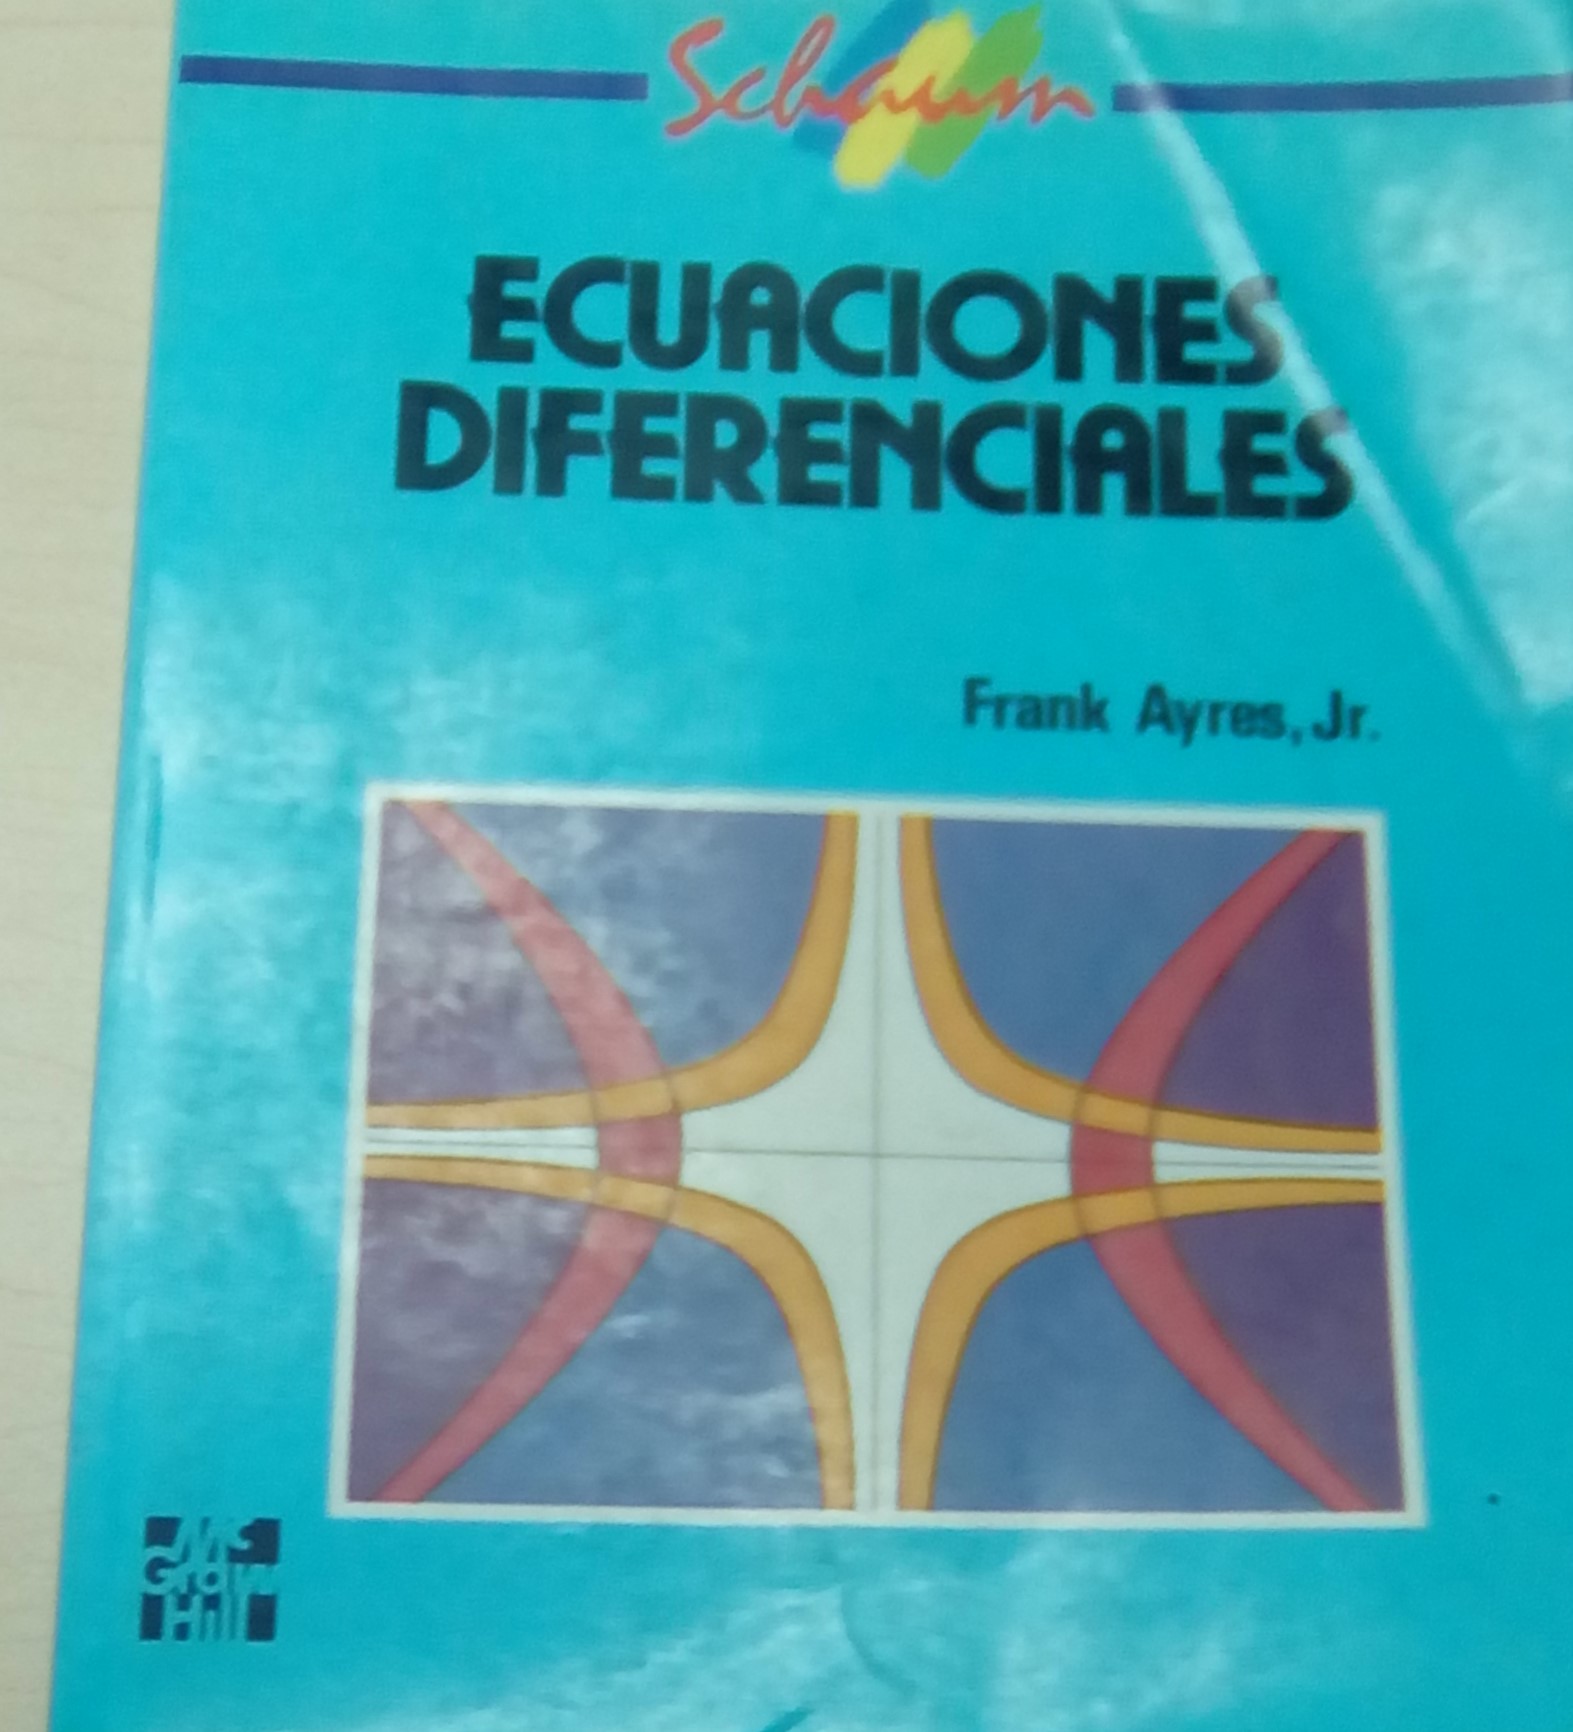 Schaum
ECUACIONES
DIFERENCIALES
Frank Ayres, Jr.
Mc
Graw
Hill